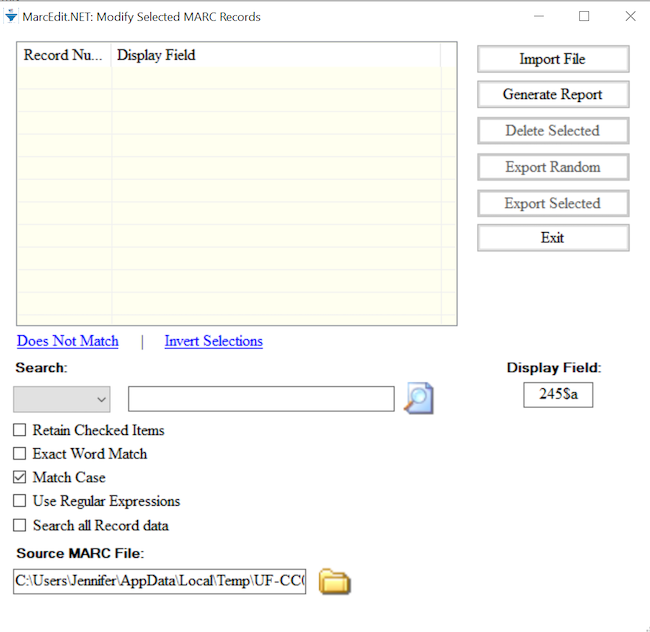 MarcEdit.NET: Modify Selected MARC Records
Record Nu... Display Field
Import File
Generate Report
Delete Selected
Export Random
Export Selected
Exit
Does Not Match | Invert Selections
Search:
Display Field:
245$a
Retain Checked Items
Exact Word Match
Match Case
Use Regular Expressions
Search all Record data
Source MARC File:
C:\Users\Jennifer\AppData\Local\Temp\UF-CC